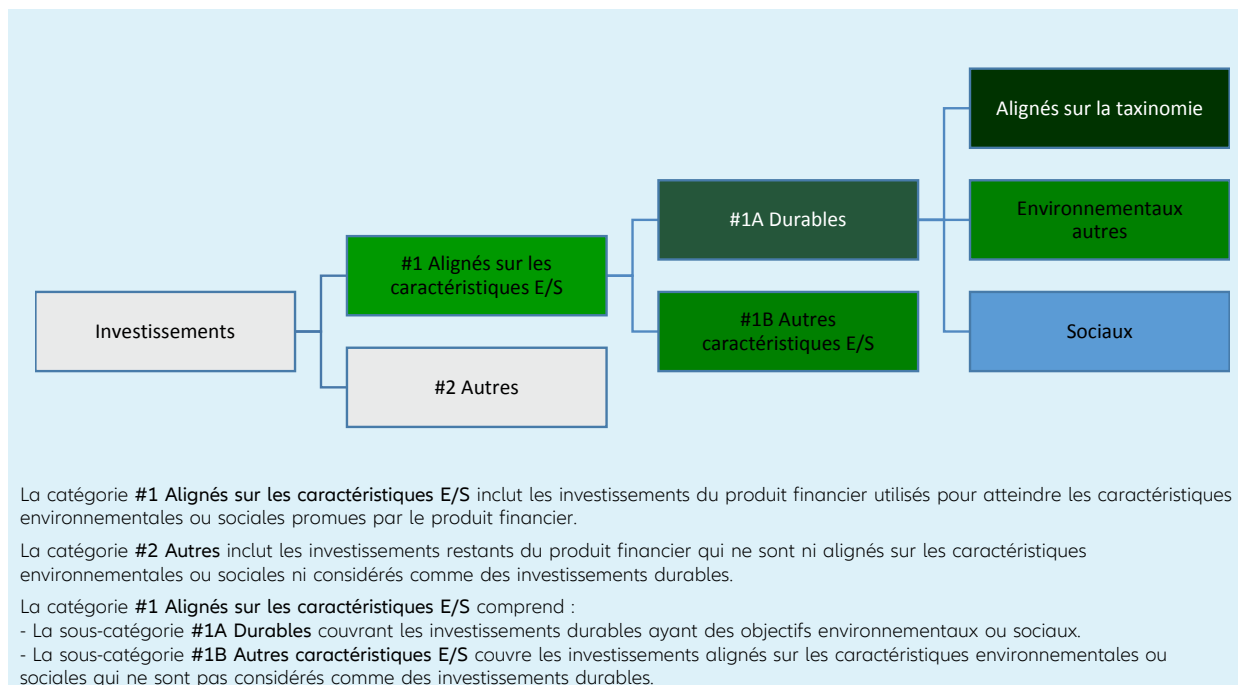 Alignés sur la taxinomie
#1A Durables
Environnementaux
autres
#1 Alignés sur les
caractéristiques E/S
Investissements
#1B Autres
caractéristiques E/S
Sociaux
#2 Autres
La catégorie #1 Alignés sur les caractéristiques E/S inclut les investissements du produit financier utilisés pour atteindre les caractéristiques
environnementales ou sociales promues par le produit financier.
La catégorie #2 Autres inclut les investissements restants du produit financier qui ne sont ni alignés sur les caractéristiques
environnementales ou sociales ni considérés comme des investissements durables.
La catégorie #1 Alignés sur les caractéristiques E/S comprend :
- La sous-catégorie #1A Durables couvrant les investissements durables ayant des objectifs environnementaux ou sociaux.
- La sous-catégorie #1B Autres caractéristiques E/S couvre les investissements alignés sur les caractéristiques environnementales ou
sociales qui ne sont pas considérés comme des investissements durables.